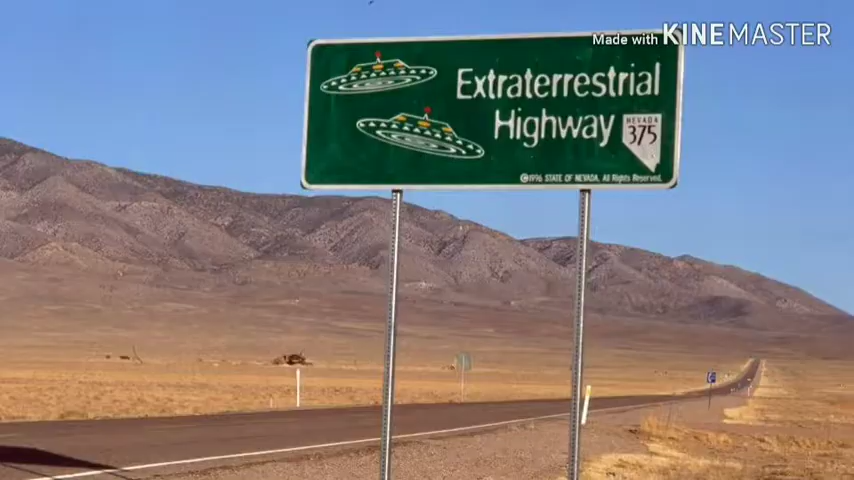 Made with KINEMASTER
Extraterrestrial
Highway
NEVADA
375
©1996 STATE OF NEVADA. All Rights Reserved.